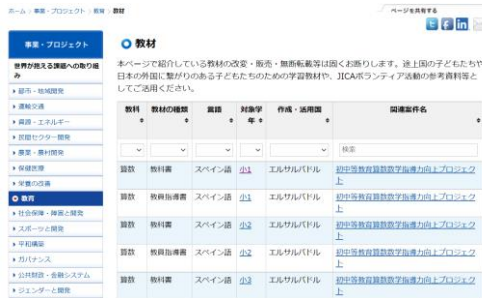 ホーム > 事業・プロジェクト > 教育 > 教材
ページを共有する
事業・プロジェクト
世界が抱える課題への取り組み
都市・地域開発
運輸交通
資源・エネルギー
民間セクター開発
農業・農村開発
保健医療
栄養の改善
教育
社会保障・障害と開発
スポーツと開発
平和構築
ガバナンス
公共財政・金融システム
ジェンダーと開発
教材
本ページで紹介している教材の改変・販売・無断転載等は固くお断りします。途上国の子どもたちや
日本の外国に繋がりのある子どもたちのための学習教材や、JICAボランティア活動の参考資料等と
してご活用ください。
教科 教材の種類 言語 対象学年 作成・活用国 関連案件名
検索
算数 教科書 スペイン語 小1 エルサルバドル 初中等教育算数数学指導力向上プロジェクト
算数 教員指導書 スペイン語 小1 エルサルバドル 初中等教育算数数学指導力向上プロジェクト
算数 教員指導書 スペイン語 小2 エルサルバドル 初中等教育算数数学指導力向上プロジェクト
算数 教科書 スペイン語 小2 エルサルバドル 初中等教育算数数学指導力向上プロジェクト
算数 教科書 スペイン語 小3 エルサルバドル 初中等教育算数数学指導力向上プロジェクト